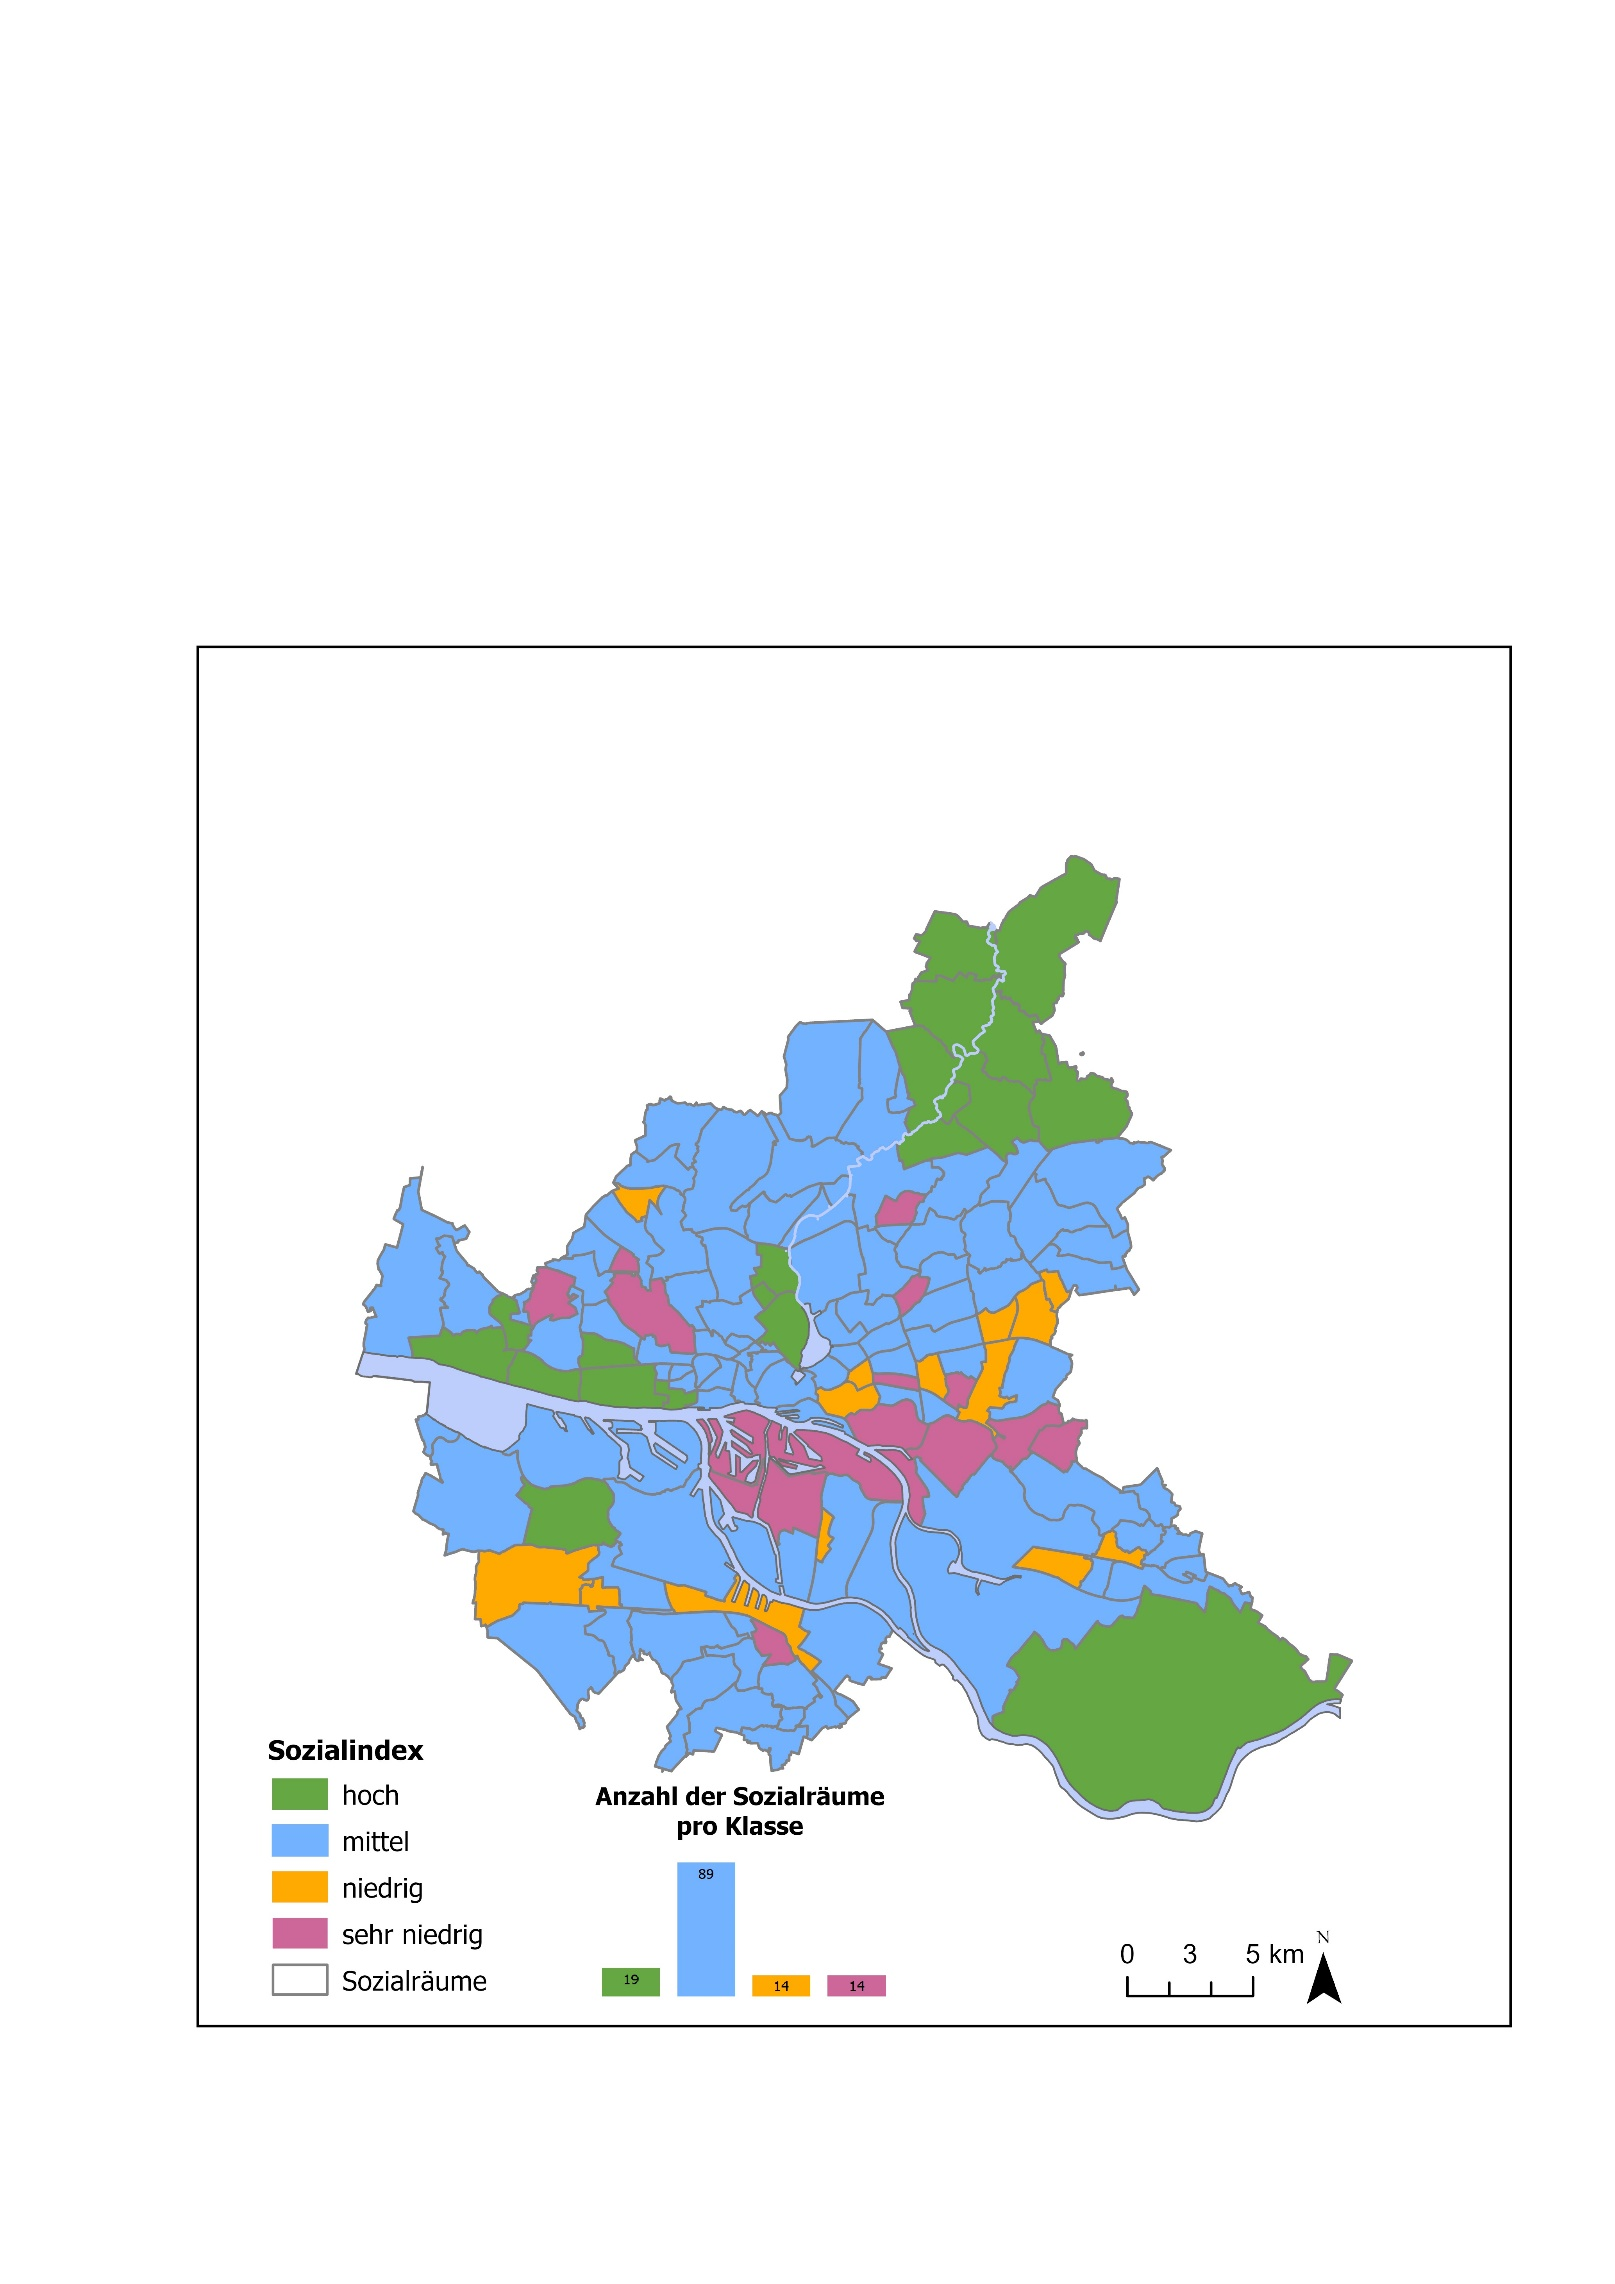 Sozialindex
hoch
mittel
niedrig
sehr niedrig
Sozialräume
Anzahl der Sozialräume
pro Klasse
89
19
14
14
0 3 5 km
N